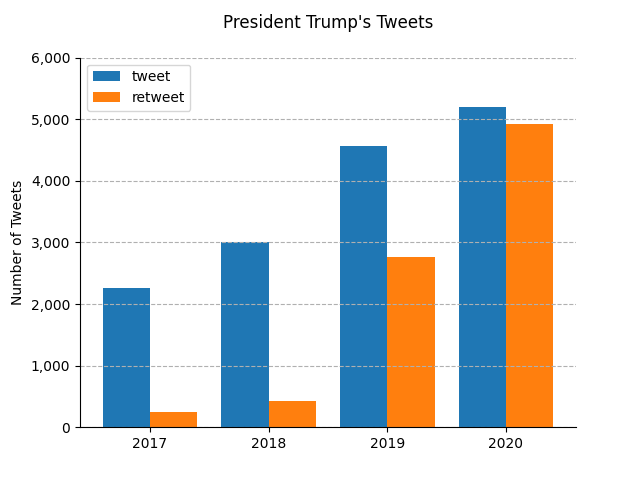 President Trump's Tweets
6,000
5,000
4,000
3,000
2,000
1,000
0
Number of Tweets
tweet
retweet
2017 2018 2019 2020